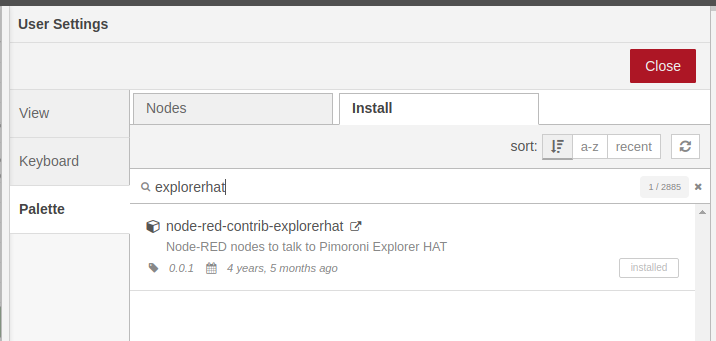 User Settings
Close
View
Keyboard
Palette
Nodes
Install
sort: a-z recent
explorerhat 1 / 2885
node-red-contrib-explorerhat
Node-RED nodes to talk to Pimoroni Explorer HAT
0.0.1 4 years, 5 months ago installed